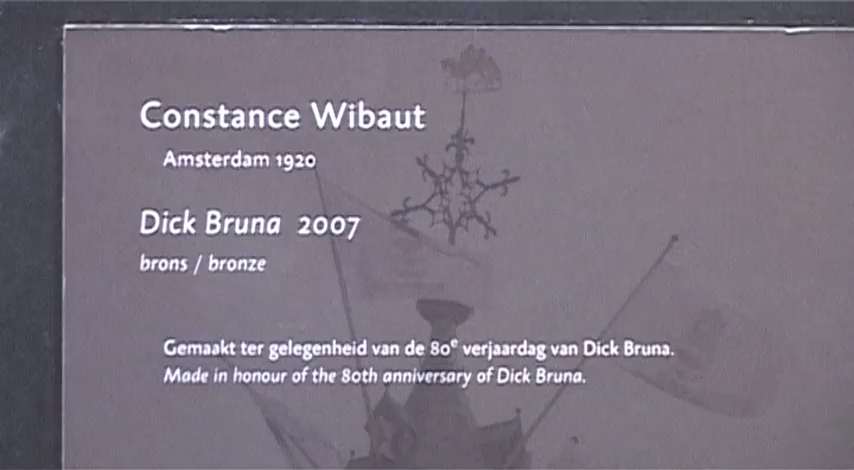 Constance Wibaut
Amsterdam 1920
Dick Bruna 2007
brons / bronze
Gemaakt ter gelegenheid van de 80e verjaardag van Dick Bruna.
Made in honour of the 80th anniversary of Dick Bruna.